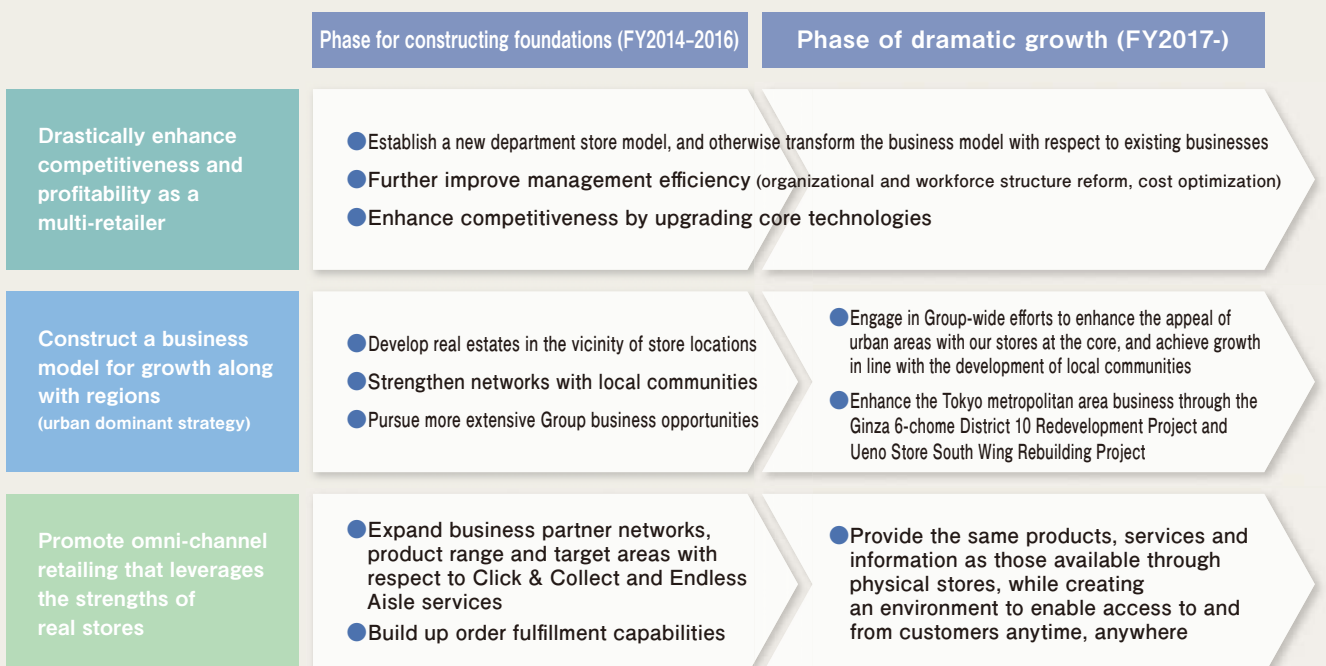 Phase for constructing foundations (FY2014–2016)
Phase of dramatic growth (FY2017-)
Drastically enhance
competitiveness and
profitability as a
multi-retailer
●Establish a new department store model, and otherwise transform the business model with respect to existing businesses
●Further improve management efficiency (organizational and workforce structure reform, cost optimization)
●Enhance competitiveness by upgrading core technologies
Construct a business
model for growth along
with regions
(urban dominant strategy)
●Develop real estates in the vicinity of store locations
●Strengthen networks with local communities
●Pursue more extensive Group business opportunities
●Engage in Group-wide efforts to enhance the appeal of
urban areas with our stores at the core, and achieve growth
in line with the development of local communities
●Enhance the Tokyo metropolitan area business through the
Ginza 6-chome District 10 Redevelopment Project and
Ueno Store South Wing Rebuilding Project
Promote omni-channel
retailing that leverages
the strengths of
real stores
●Expand business partner networks,
product range and target areas with
respect to Click & Collect and Endless
Aisle services
●Build up order fulfillment capabilities
●Provide the same products, services and
information as those available through
physical stores, while creating
an environment to enable access to and
from customers anytime, anywhere